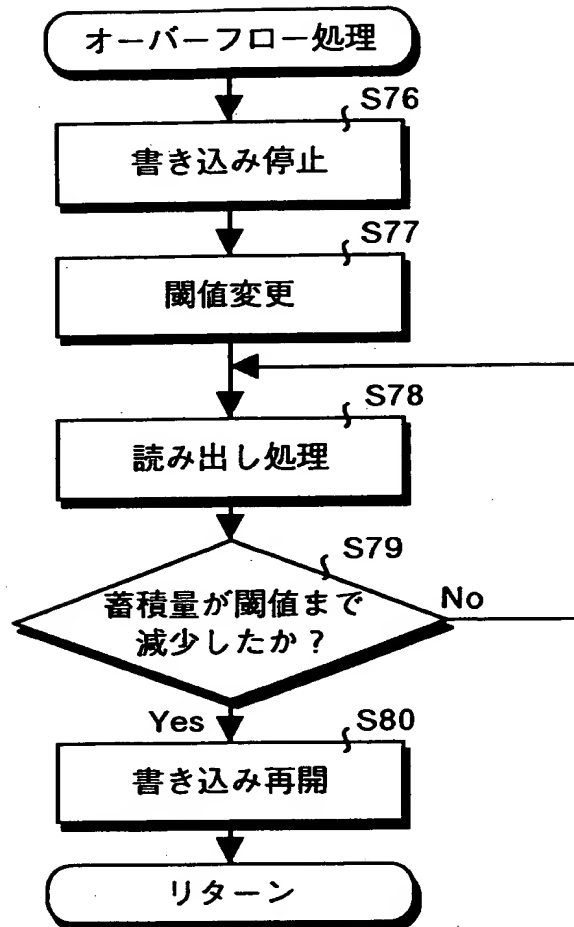 オーバーフロー処理
S76
書き込み停止
S77
閾値変更
S78
読み出し処理
S79
蓄積量が閾値まで
減少したか?
No
Yes
S80
書き込み再開
リターン